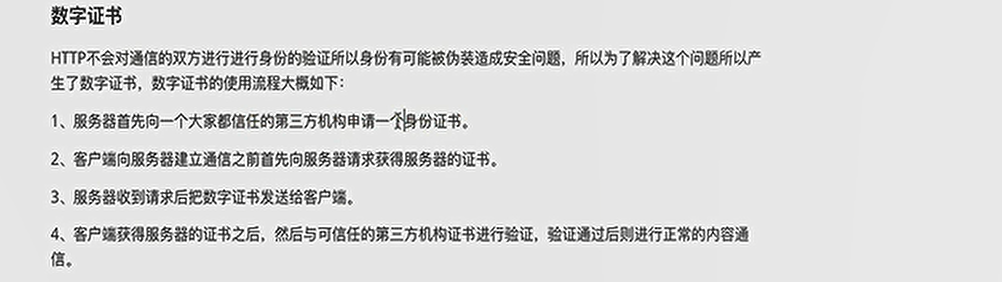 数字证书
HTTP不会对通信的双方进行进行身份的验证所以身份有可能被伪装造成安全问题，所以为了解决这个问题所以产
生了数字证书，数字证书的使用流程大概如下：
1、服务器首先向一个大家都信任的第三方机构申请一个身份证书。
2、客户端向服务器建立通信之前首先向服务器请求获得服务器的证书。
3、服务器收到请求后把数字证书发送给客户端。
4、客户端获得服务器的证书之后，然后与可信任的第三方机构证书进行验证，验证通过后则进行正常的内容通
信。